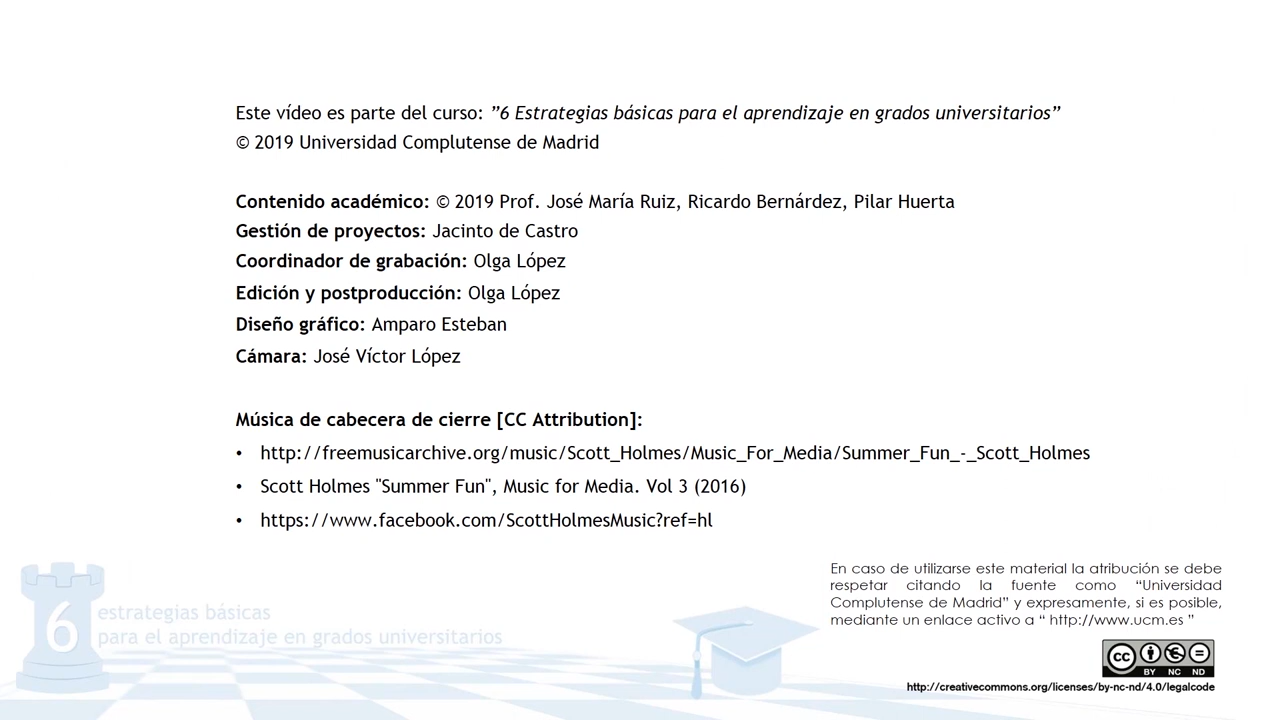 Este vídeo es parte del curso: ”6 Estrategias básicas para el aprendizaje en grados universitarios”
© 2019 Universidad Complutense de Madrid
Contenido académico: © 2019 Prof. José María Ruiz, Ricardo Bernárdez, Pilar Huerta
Gestión de proyectos: Jacinto de Castro
Coordinador de grabación: Olga López
Edición y postproducción: Olga López
Diseño gráfico: Amparo Esteban
Cámara: José Víctor López
Música de cabecera de cierre [CC Attribution]:
• http://freemusicarchive.org/music/Scott_Holmes/Music_For_Media/Summer_Fun_-_Scott_Holmes
• Scott Holmes "Summer Fun", Music for Media. Vol 3 (2016)
• https://www.facebook.com/ScottHolmesMusic?ref=hl
6 estrategias básicas
para el aprendizaje en grados universitarios
En caso de utilizarse este material la atribución se debe
respetar citando la fuente como “Universidad
Complutense de Madrid” y expresamente, si es posible,
mediante un enlace activo a “ http://www.ucm.es ”
cc BY NC ND
http://creativecommons.org/licenses/by-nc-nd/4.0/legalcode